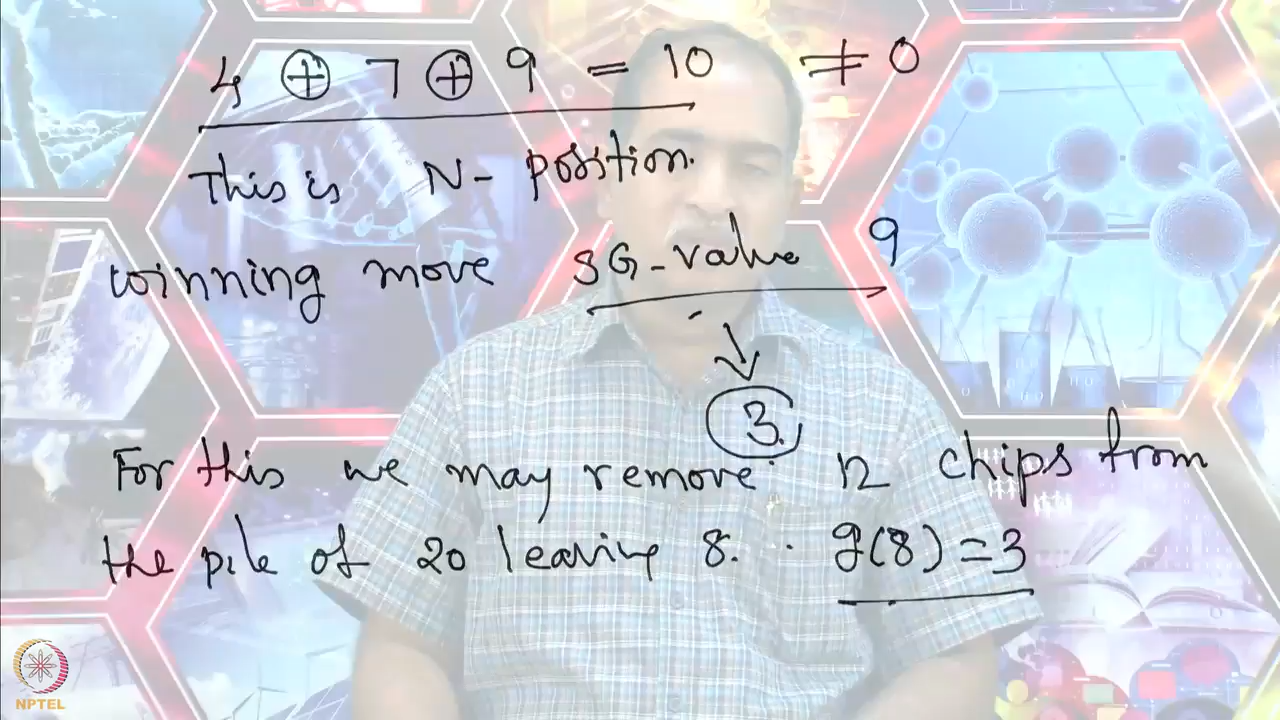 4 ⊕ 7 ⊕ 9 = 10 ≠ 0
This is N- position.
winning move SG-value 9
↓
3.
For this we may remove 12 chips from
the pile of 20 leaving 8. g(8)=3
NPTEL